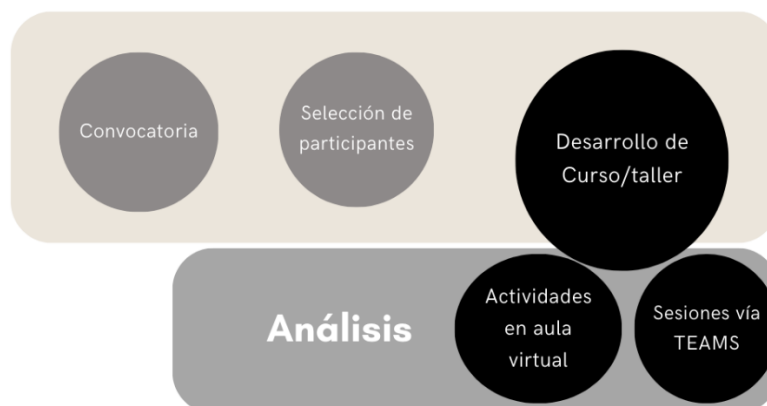 Convocatoria
Selección de
participantes
Desarrollo de
Curso/taller
Análisis
Actividades
en aula
virtual
Sesiones vía
TEAMS